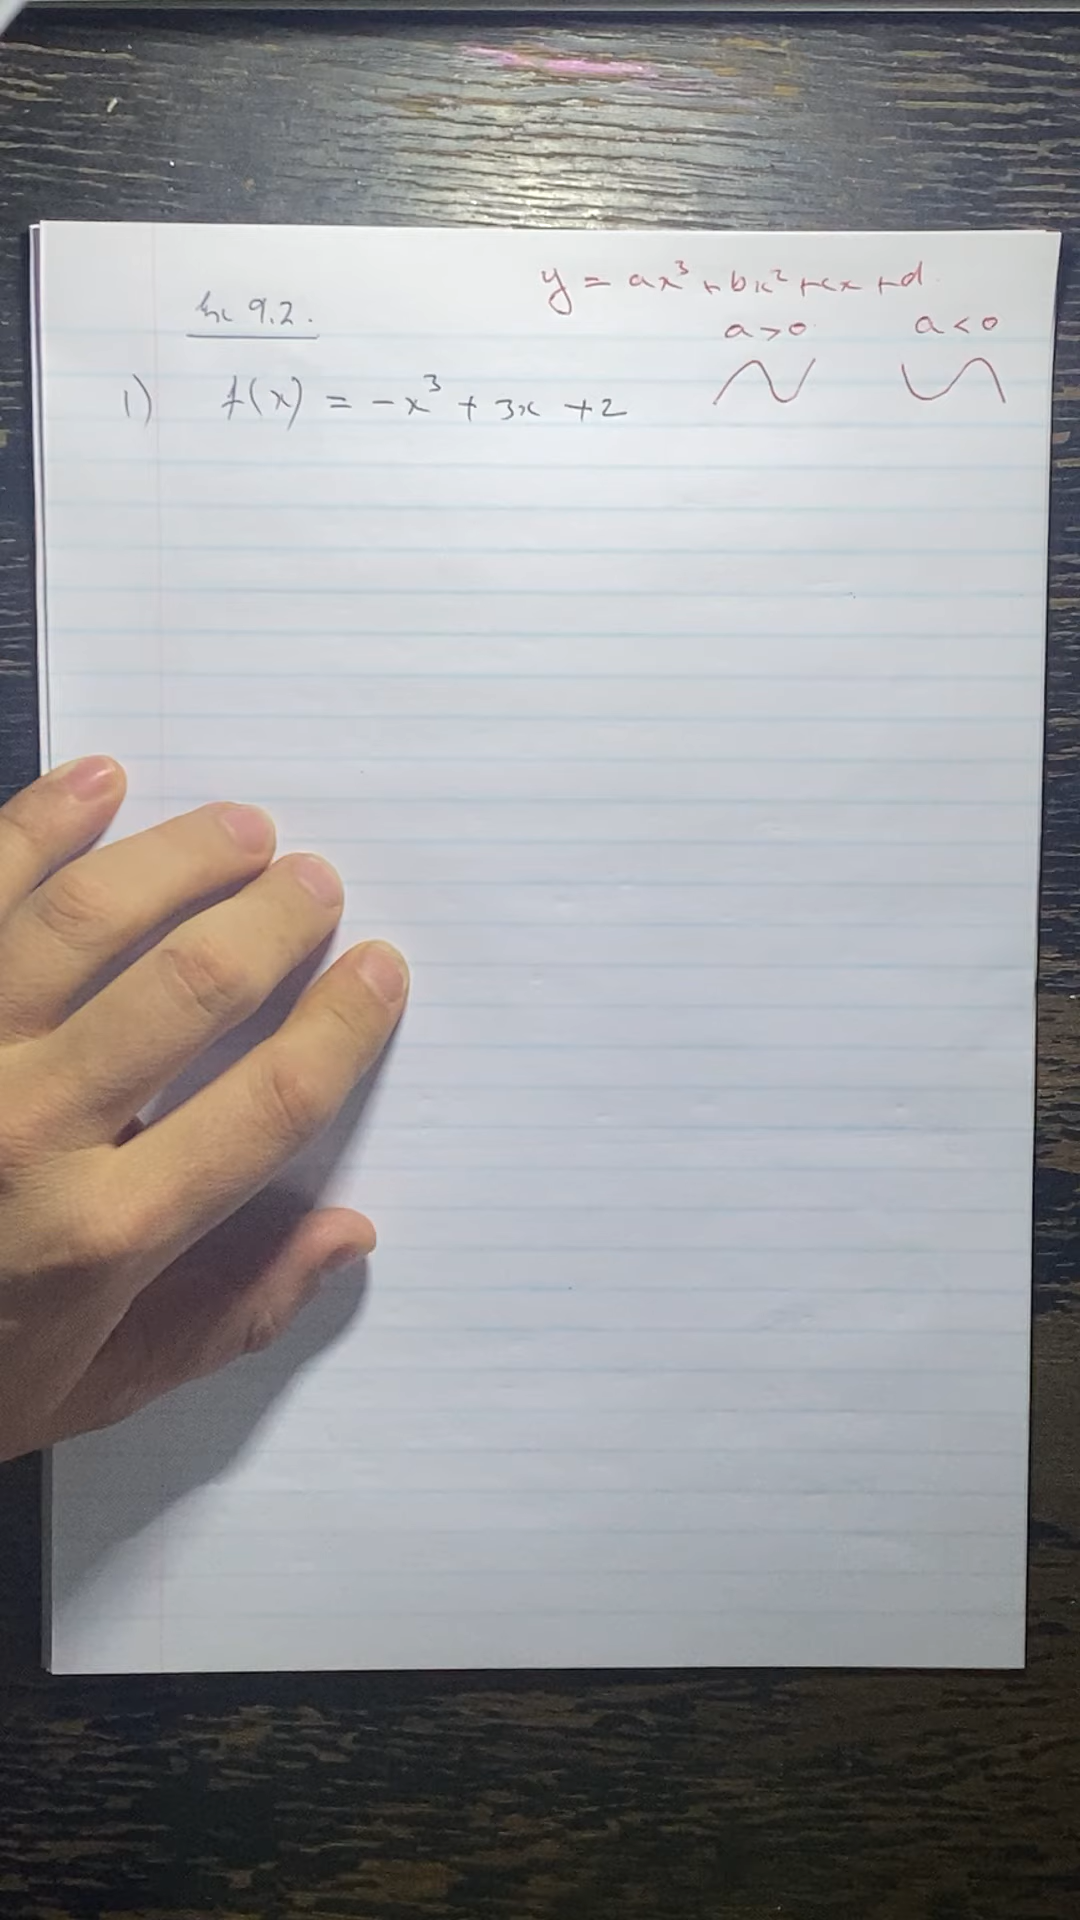 y = ax³ + bx² + cx + d
9.2.
a > 0 a < 0
1) f(x) = -x³ + 3x + 2